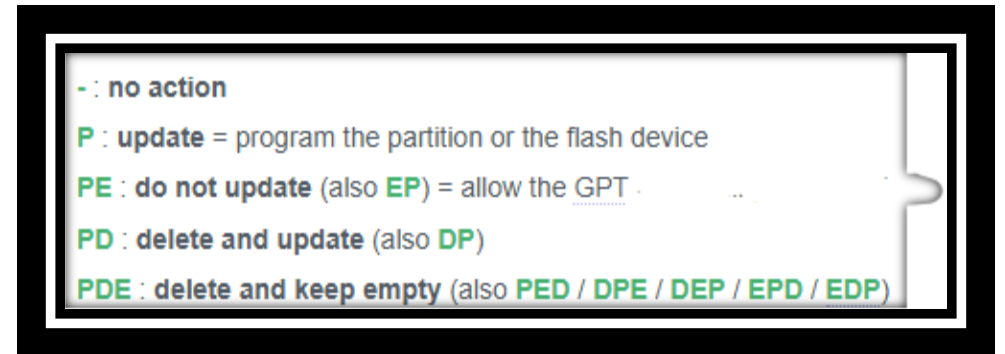 - : no action
P : update = program the partition or the flash device
PE : do not update (also EP) = allow the GPT
PD : delete and update (also DP)
PDE : delete and keep empty (also PED / DPE / DEP / EPD / EDP)